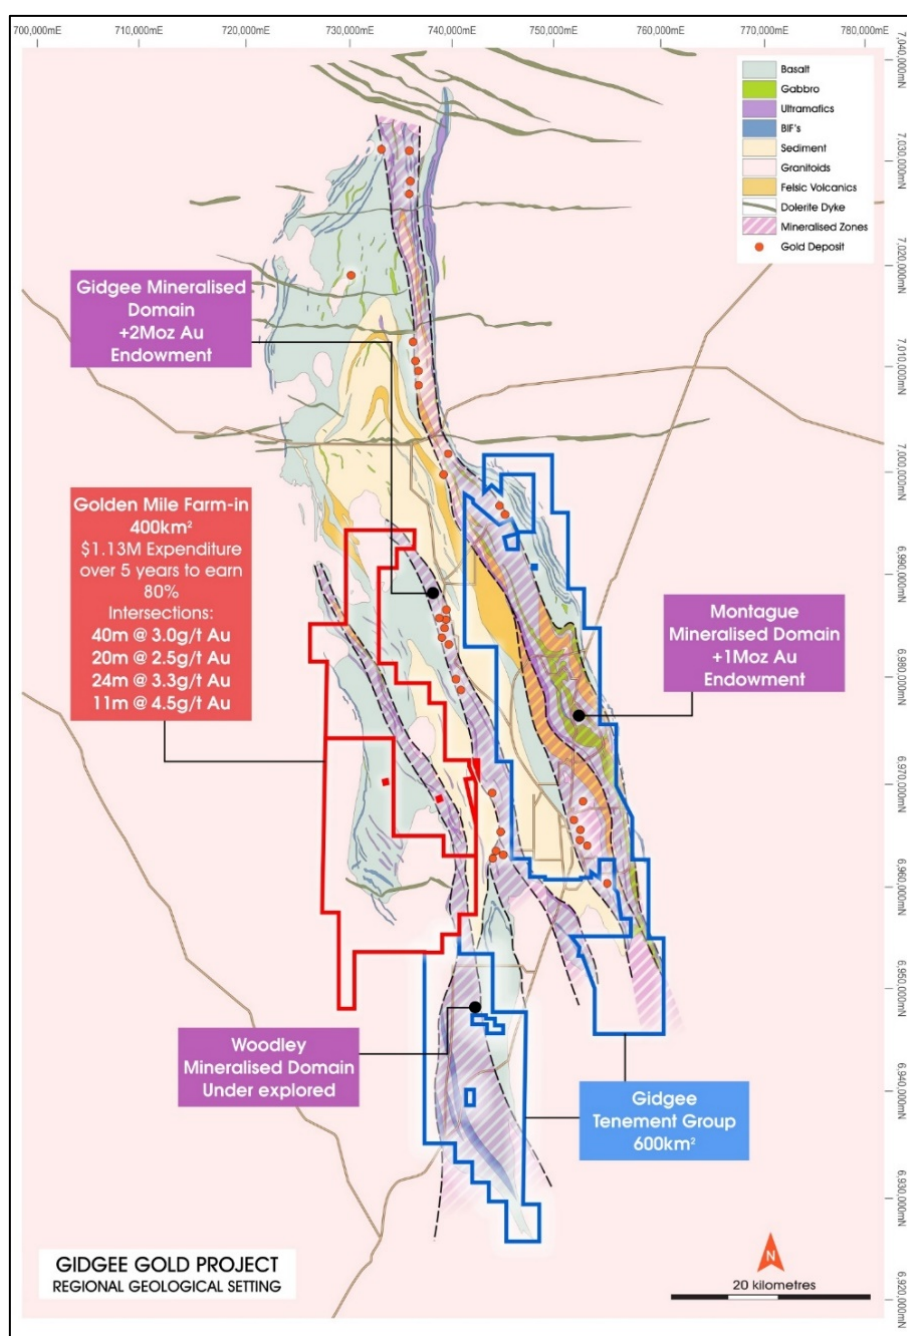 700,000mE
710,000mE
720,000mE
730,000mE
740,000mE
750,000mE
760,000mE
770,000mE
780,000mE
7,040,000mN
7,030,000mN
7,020,000mN
7,010,000mN
7,000,000mN
6,990,000mN
6,980,000mN
6,970,000mN
6,960,000mN
6,950,000mN
6,940,000mN
6,930,000mN
6,920,000mN
Basalt
Gabbro
Ultramafics
BIF's
Sediment
Granitoids
Felsic Volcanics
Dolerite Dyke
Mineralised Zones
Gold Deposit
Gidgee Mineralised
Domain
+2Moz Au
Endowment
Golden Mile Farm-in
400km²
$1.13M Expenditure
over 5 years to earn
80%
Intersections:
40m @ 3.0g/t Au
20m @ 2.5g/t Au
24m @ 3.3g/t Au
11m @ 4.5g/t Au
Montague
Mineralised Domain
+1Moz Au
Endowment
Woodley
Mineralised Domain
Under explored
Gidgee
Tenement Group
600km²
GIDGEE GOLD PROJECT
REGIONAL GEOLOGICAL SETTING
N
20 kilometres